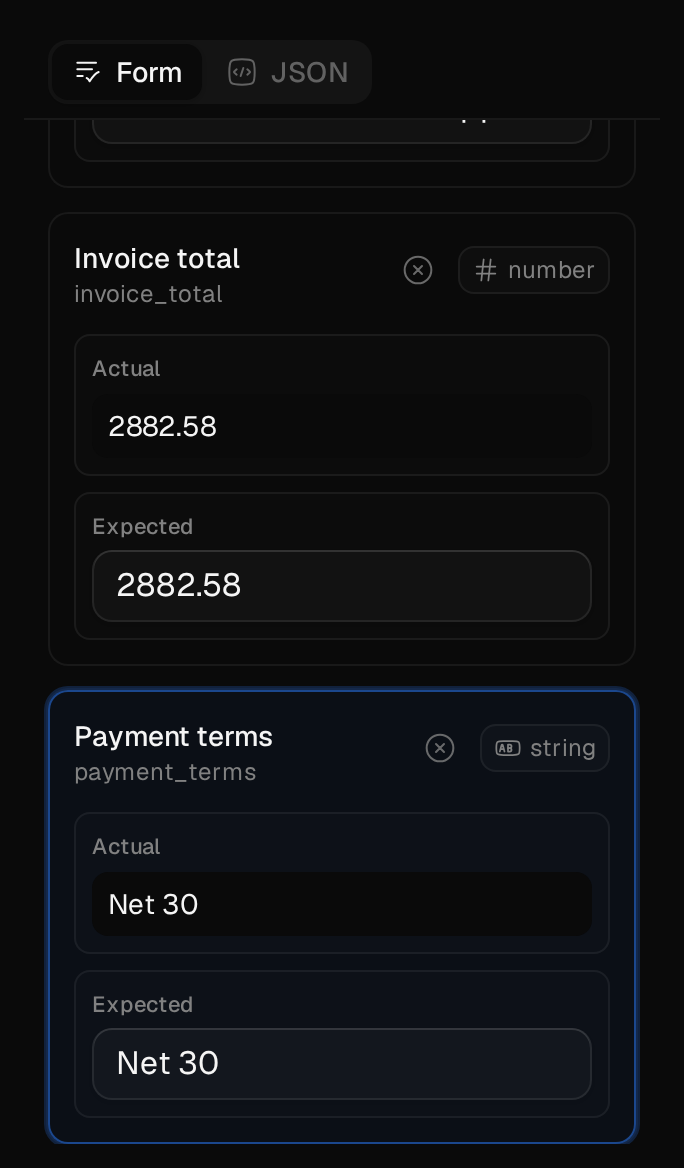 Form
JSON
Invoice total
invoice_total
number
Actual
2882.58
Expected
2882.58
Payment terms
payment_terms
string
Actual
Net 30
Expected
Net 30